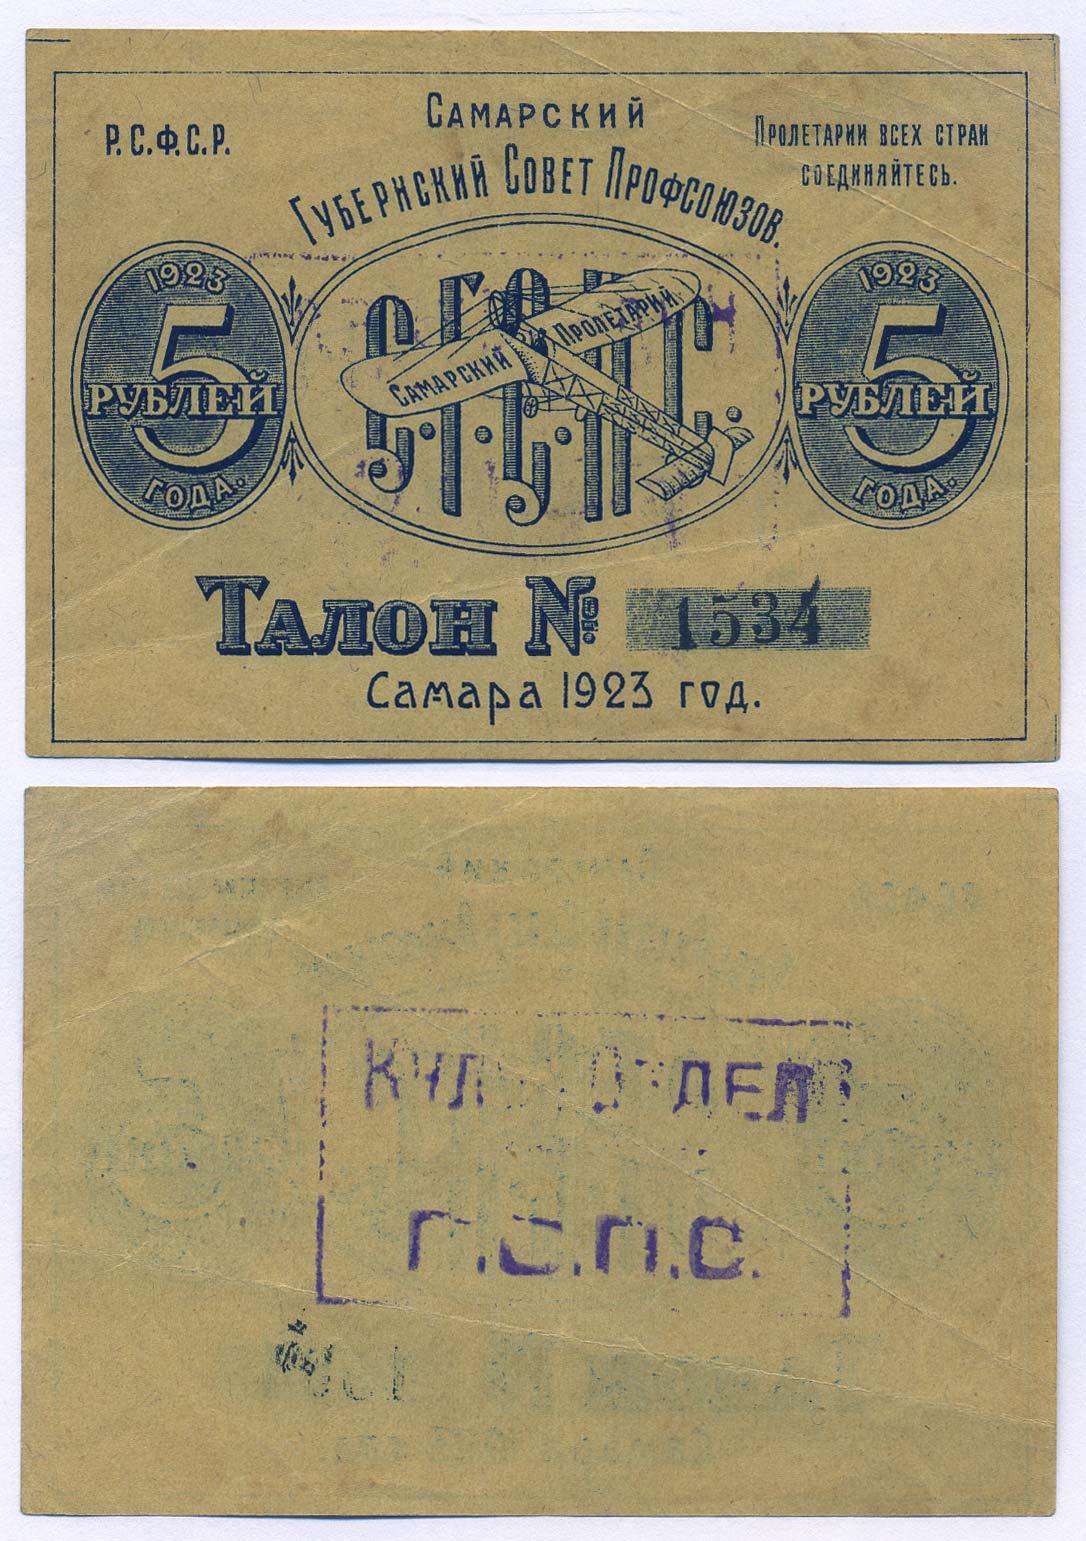 Р.С.Ф.С.Р.
Самарский
Губернский Совет Профсоюзов.
Пролетарии всех стран
соединяйтесь.
1923
5
РУБЛЕЙ
ГОДА.
С.Г.С.П.С.
Самарский Пролетарий
1923
5
РУБЛЕЙ
ГОДА.
Талон №
1534
Самара 1923 год.
Г.С.П.С.